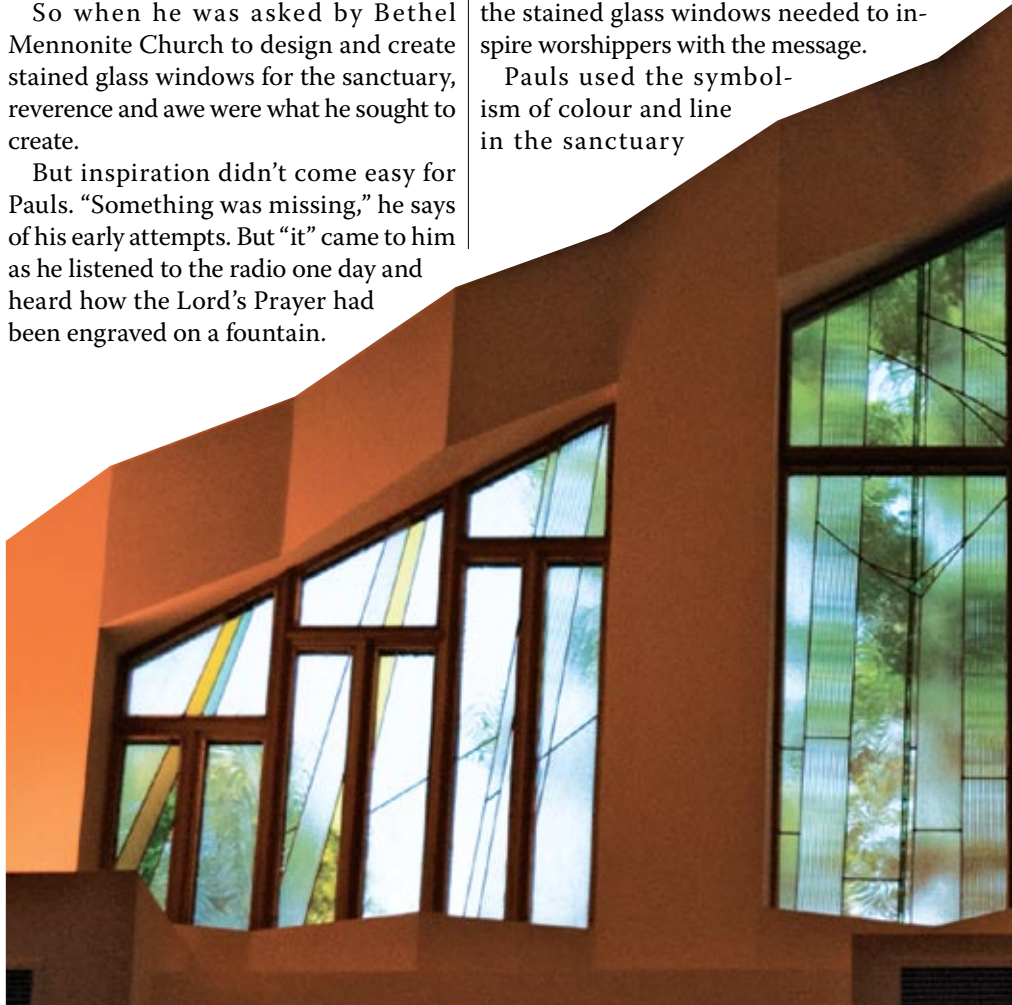 So when he was asked by Bethel
Mennonite Church to design and create
stained glass windows for the sanctuary,
reverence and awe were what he sought to
create.
But inspiration didn’t come easy for
Pauls. “Something was missing,” he says
of his early attempts. But “it” came to him
as he listened to the radio one day and
heard how the Lord’s Prayer had
been engraved on a fountain.
the stained glass windows needed to in-
spire worshippers with the message.
Pauls used the symbol-
ism of colour and line
in the sanctuary